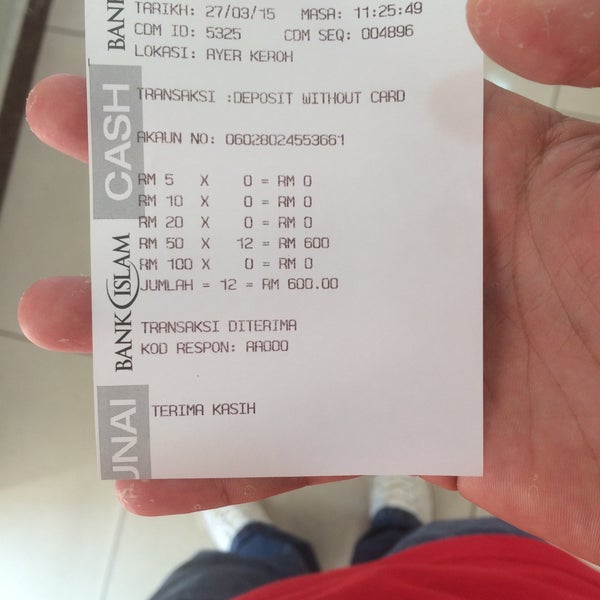 TARIKH: 27/03/15 MASA: 11:25:49
CDM ID: 5325 CDM SEQ: 004896
LOKASI: AYER KEROH
TRANSAKSI :DEPOSIT WITHOUT CARD
AKAUN NO: 06028024553661
RM 5 X 0 = RM 0
RM 10 X 0 = RM 0
RM 20 X 0 = RM 0
RM 50 X 12 = RM 600
RM 100 X 0 = RM 0
JUMLAH = 12 = RM 600.00
TRANSAKSI DITERIMA
KOD RESPON: AA000
TERIMA KASIH
BANK
CASH
BANK ISLAM
UNAI